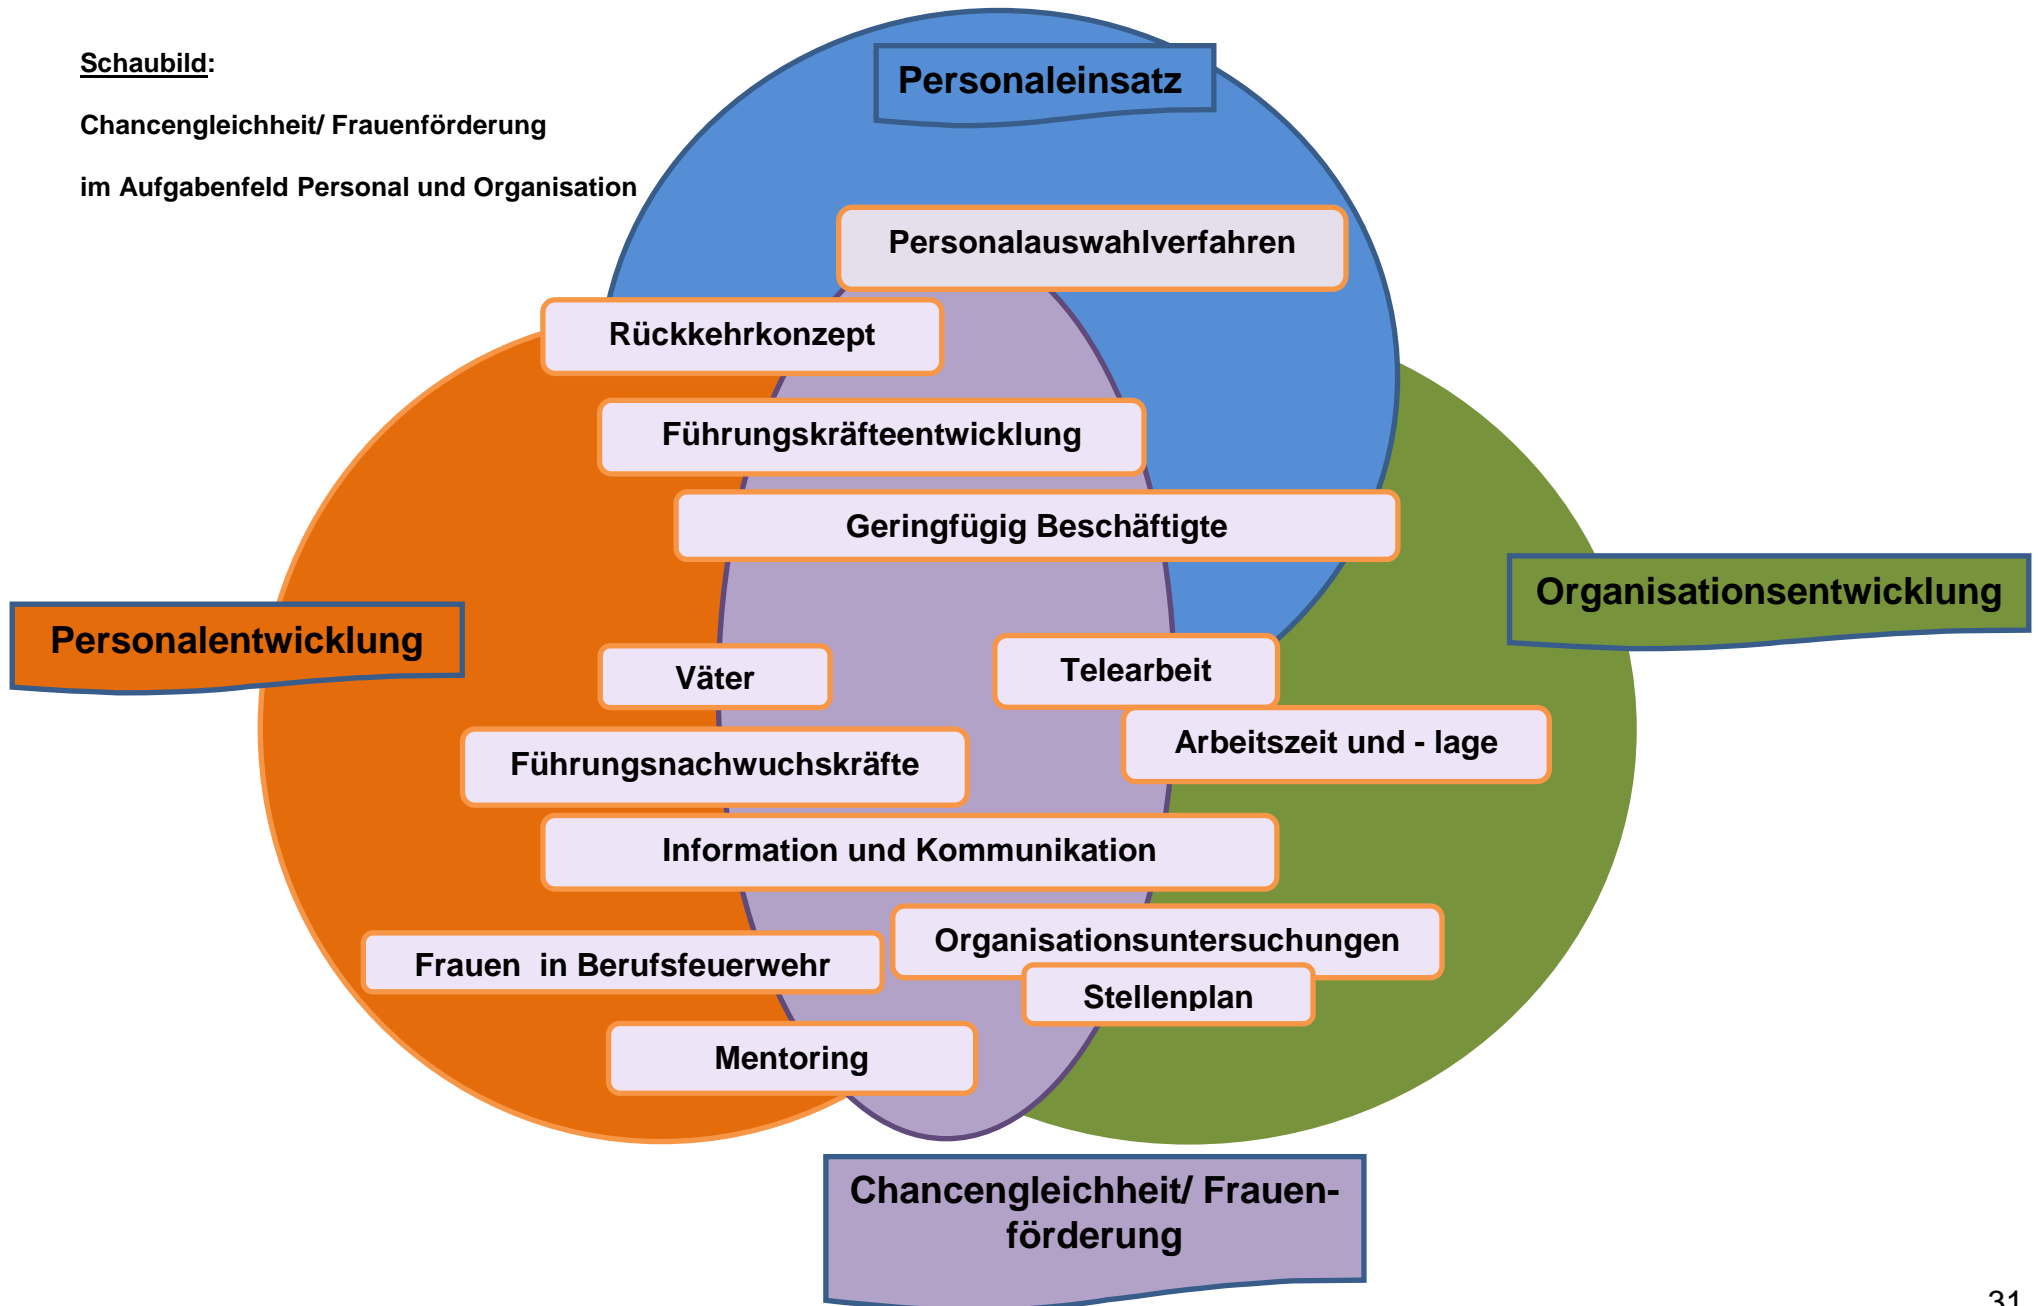 Schaubild:
Chancengleichheit/ Frauenförderung
im Aufgabenfeld Personal und Organisation
Personaleinsatz
Personalauswahlverfahren
Rückkehrkonzept
Führungskräfteentwicklung
Geringfügig Beschäftigte
Organisationsentwicklung
Personalentwicklung
Väter
Telearbeit
Arbeitszeit und - lage
Führungsnachwuchskräfte
Information und Kommunikation
Organisationsuntersuchungen
Frauen  in Berufsfeuerwehr
Stellenplan
Mentoring
Chancengleichheit/ Frauen-
förderung
31